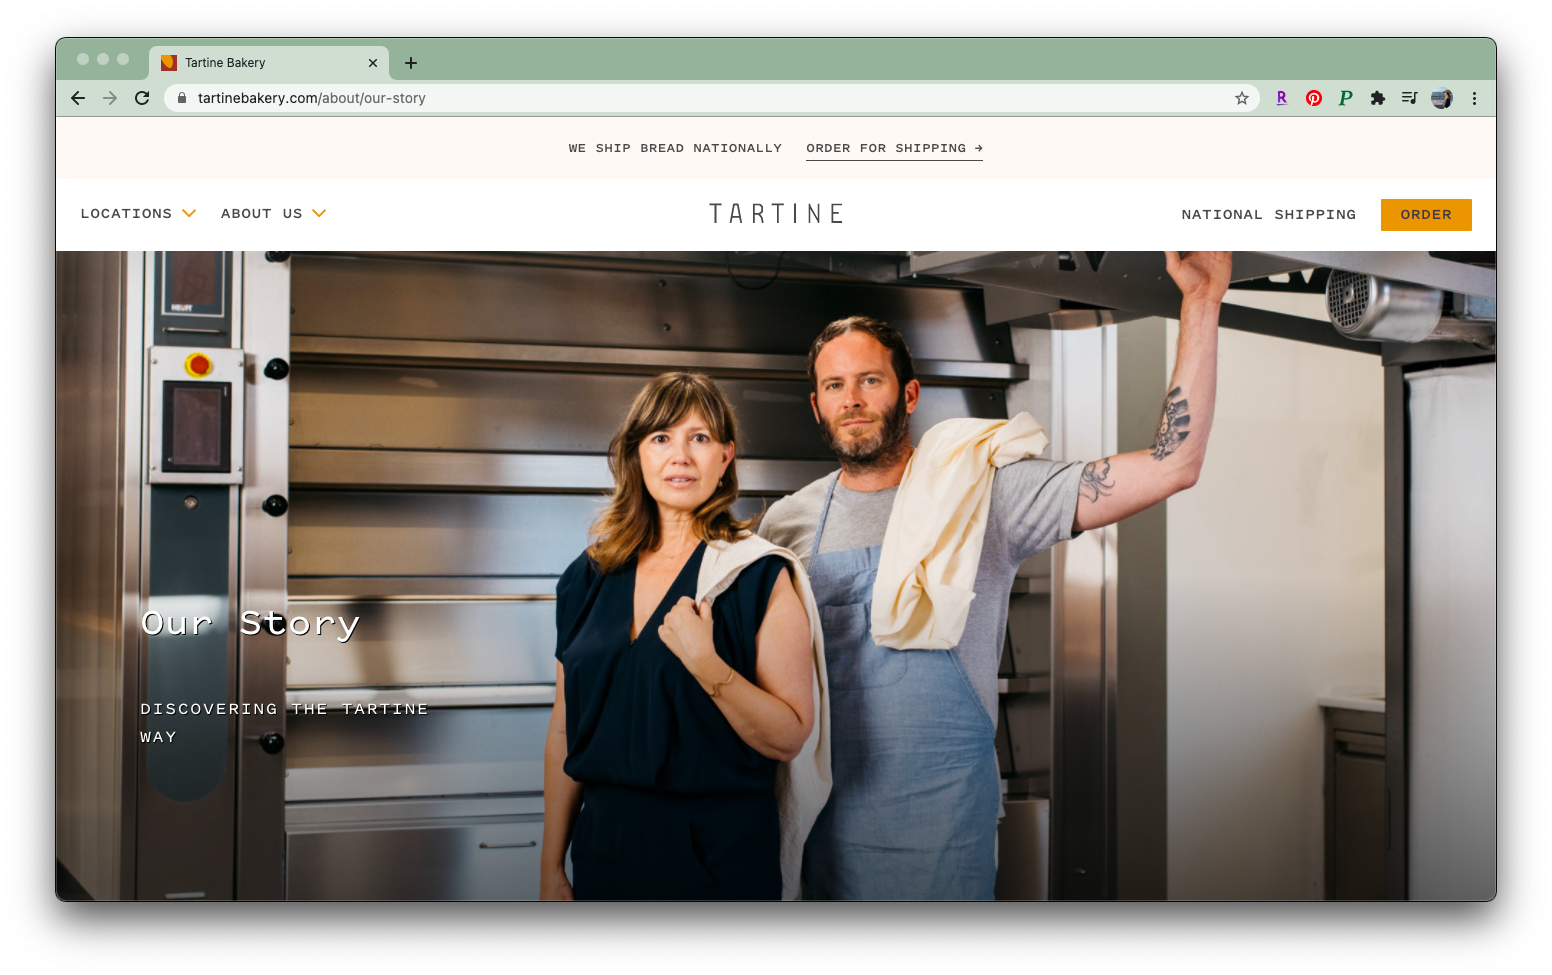 Tartine Bakery
tartinebakery.com/about/our-story
WE SHIP BREAD NATIONALLY ORDER FOR SHIPPING →
LOCATIONS ABOUT US TARTINE NATIONAL SHIPPING ORDER
HEUFT
Our Story
DISCOVERING THE TARTINE
WAY